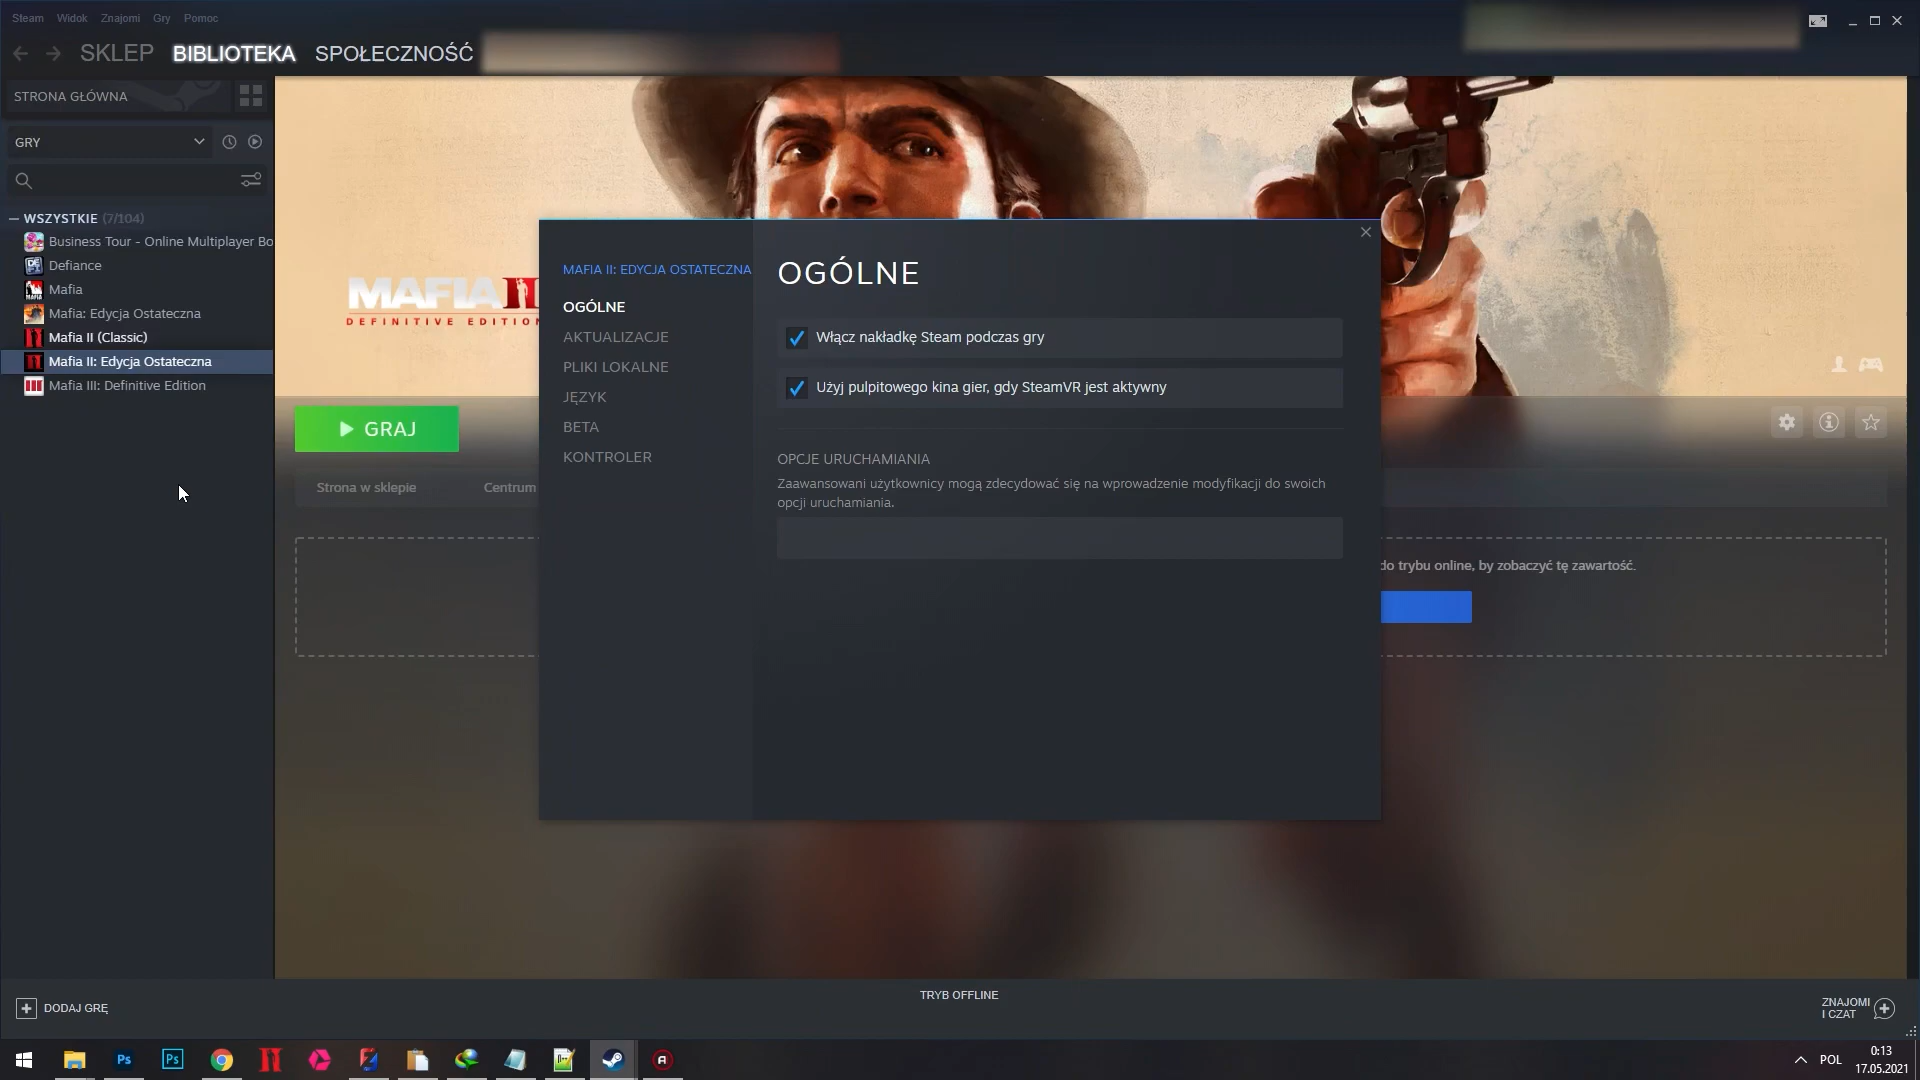 Steam Widok Znajomi Gry Pomoc
SKLEP BIBLIOTEKA SPOŁECZNOŚĆ
STRONA GŁÓWNA
GRY
— WSZYSTKIE (7/104)
Business Tour - Online Multiplayer Bo
Defiance
Mafia
Mafia: Edycja Ostateczna
Mafia II (Classic)
Mafia II: Edycja Ostateczna
Mafia III: Definitive Edition
DODAJ GRĘ
MAFIA II
DEFINITIVE EDITION
GRAJ
Strona w sklepie Centrum
MAFIA II: EDYCJA OSTATECZNA
OGÓLNE
AKTUALIZACJE
PLIKI LOKALNE
JĘZYK
BETA
KONTROLER
OGÓLNE
Włącz nakładkę Steam podczas gry
Użyj pulpitowego kina gier, gdy SteamVR jest aktywny
OPCJE URUCHAMIANIA
Zaawansowani użytkownicy mogą zdecydować się na wprowadzenie modyfikacji do swoich
opcji uruchamiania.
do trybu online, by zobaczyć tę zawartość.
TRYB OFFLINE
ZNAJOMI
I CZAT
Ps Ps
POL
0:13
17.05.2021